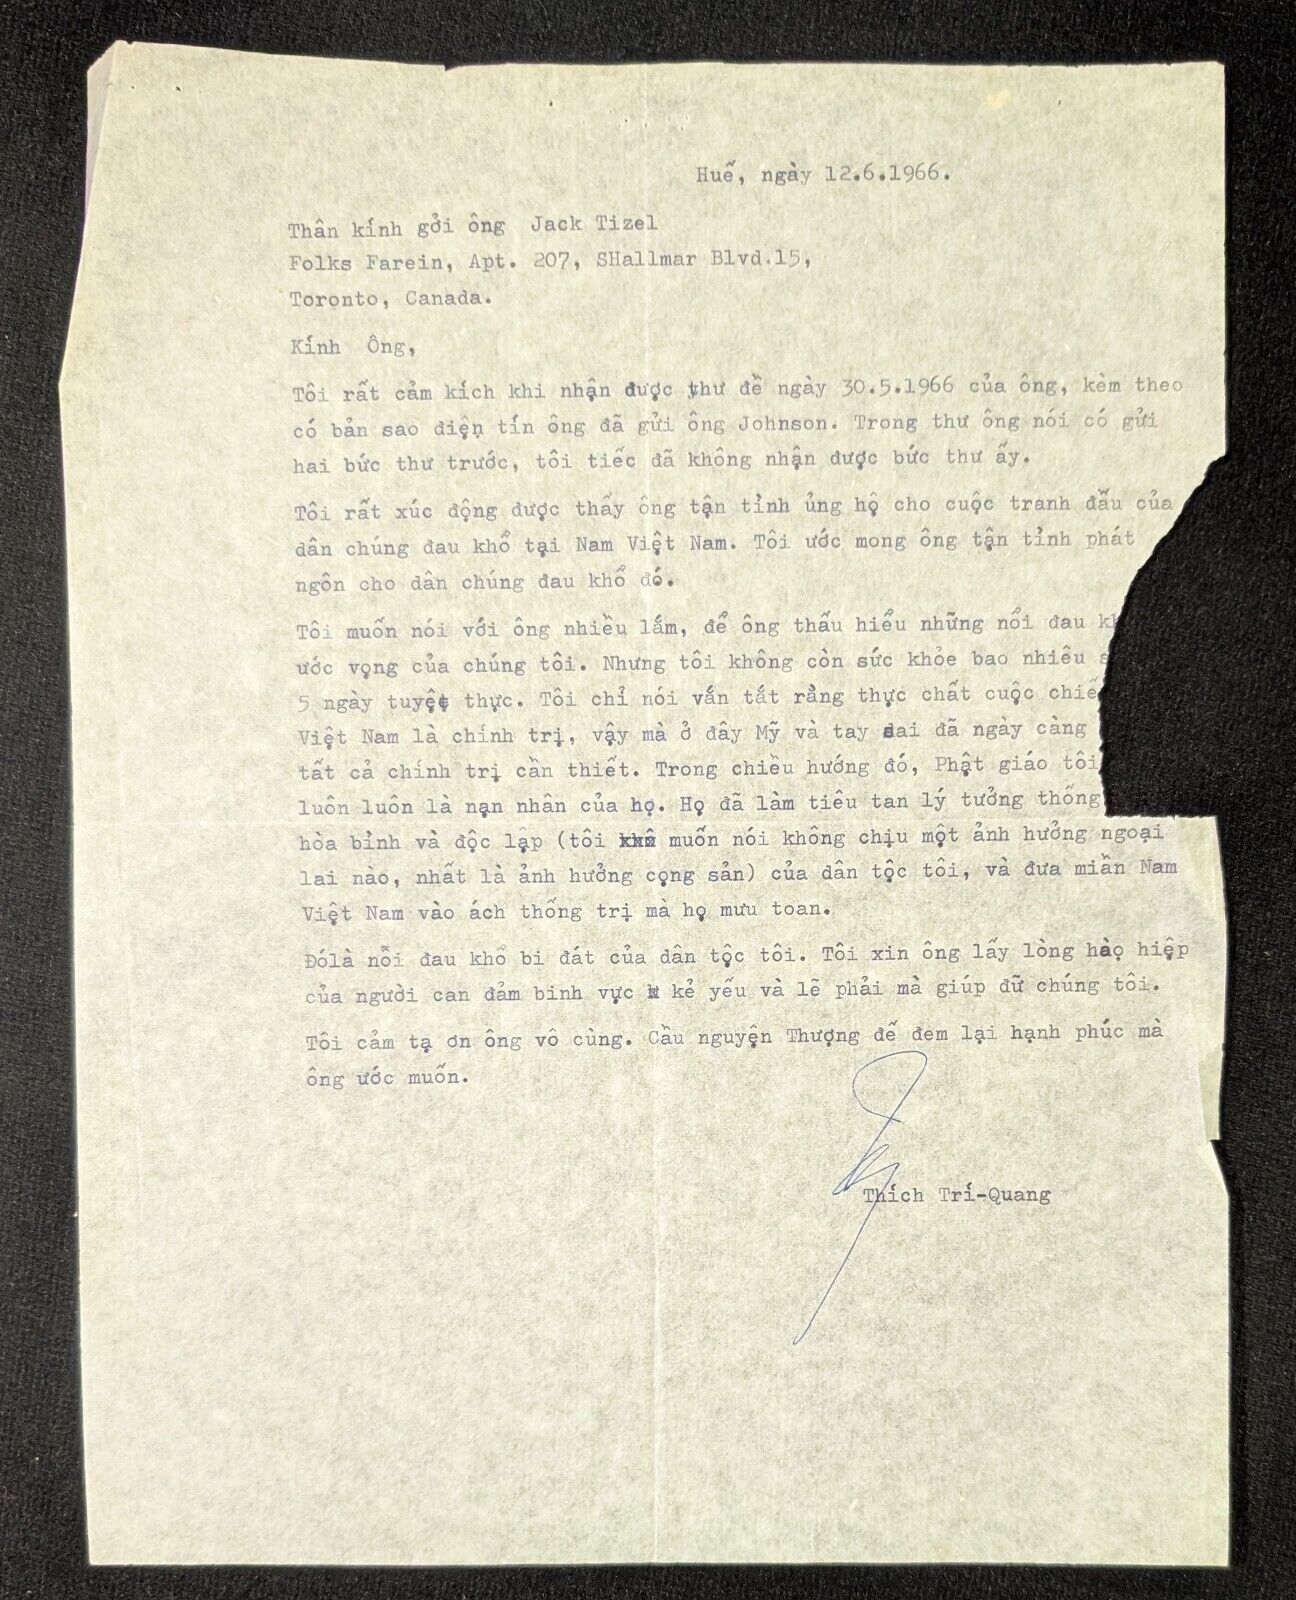 Huế, ngày 12.6.1966.
Thân kính gởi ông Jack Tizel
Folks Farein, Apt. 207, SHallmar Blvd.15,
Toronto, Canada.
Kính Ông,
Tôi rất cảm kích khi nhận được thư đề ngày 30.5.1966 của ông, kèm theo
có bản sao điện tín ông đã gửi ông Johnson. Trong thư ông nói có gửi
hai bức thư trước, tôi tiếc đã không nhận được bức thư ấy.
Tôi rất xúc động được thấy ông tận tình ủng hộ cho cuộc tranh đấu của
dân chúng đau khổ tại Nam Việt Nam. Tôi ước mong ông tận tình phát
ngôn cho dân chúng đau khổ đó.
Tôi muốn nói với ông nhiều lắm, để ông thấu hiểu những nổi đau
ước vọng của chúng tôi. Nhưng tôi không còn sức khỏe bao nhiêu
5 ngày tuyệt thực. Tôi chỉ nói vắn tắt rằng thực chất cuộc
Việt Nam là chính trị, vậy mà ở đây Mỹ và tay sai đã ngày càng
tất cả chính trị cần thiết. Trong chiều hướng đó, Phật giáo tôi
luôn luôn là nạn nhân của họ. Họ đã làm tiêu tan lý tưởng thống
hòa bình và độc lập (tôi muốn nói không chịu một ảnh hưởng ngoại
lai nào, nhất là ảnh hưởng cọng sản) của dân tộc tôi, và đưa miền Nam
Việt Nam vào ách thống trị mà họ mưu toan.
Đólà nỗi đau khổ bi đát của dân tộc tôi. Tôi xin ông lấy lòng hào hiệp
của người can đảm binh vực kẻ yếu và lẽ phải mà giúp đữ chúng tôi.
Tôi cảm tạ ơn ông vô cùng. Cầu nguyện Thượng đế đem lại hạnh phúc mà
ông ước muốn.
Thích Trí-Quang